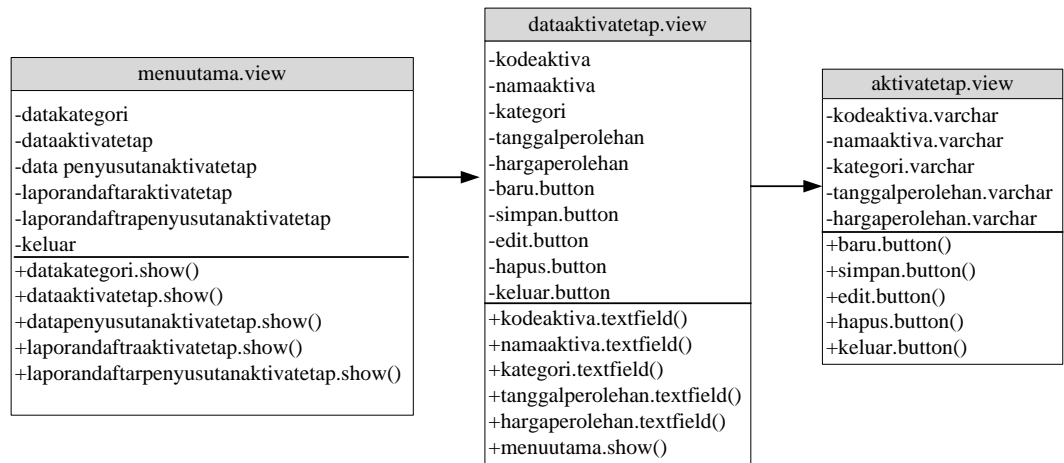 menuutama.view
-datakategori
-dataaktivatetap
-data penyusutanaktivatetap
-laporandaftaraktivatetap
-laporandaftrapenyusutanaktivatetap
-keluar
+datakategori.show()
+dataaktivatetap.show()
+datapenyusutanaktivatetap.show()
+laporandaftraaktivatetap.show()
+laporandaftarpenyusutanaktivatetap.show()
dataaktivatetap.view
-kodeaktiva
-namaaktiva
-kategori
-tanggalperolehan
-hargaperolehan
-baru.button
-simpan.button
-edit.button
-hapus.button
-keluar.button
+kodeaktiva.textfield()
+namaaktiva.textfield()
+kategori.textfield()
+tanggalperolehan.textfield()
+hargaperolehan.textfield()
+menuutama.show()
aktivatetap.view
-kodeaktiva.varchar
-namaaktiva.varchar
-kategori.varchar
-tanggalperolehan.varchar
-hargaperolehan.varchar
+baru.button()
+simpan.button()
+edit.button()
+hapus.button()
+keluar.button()